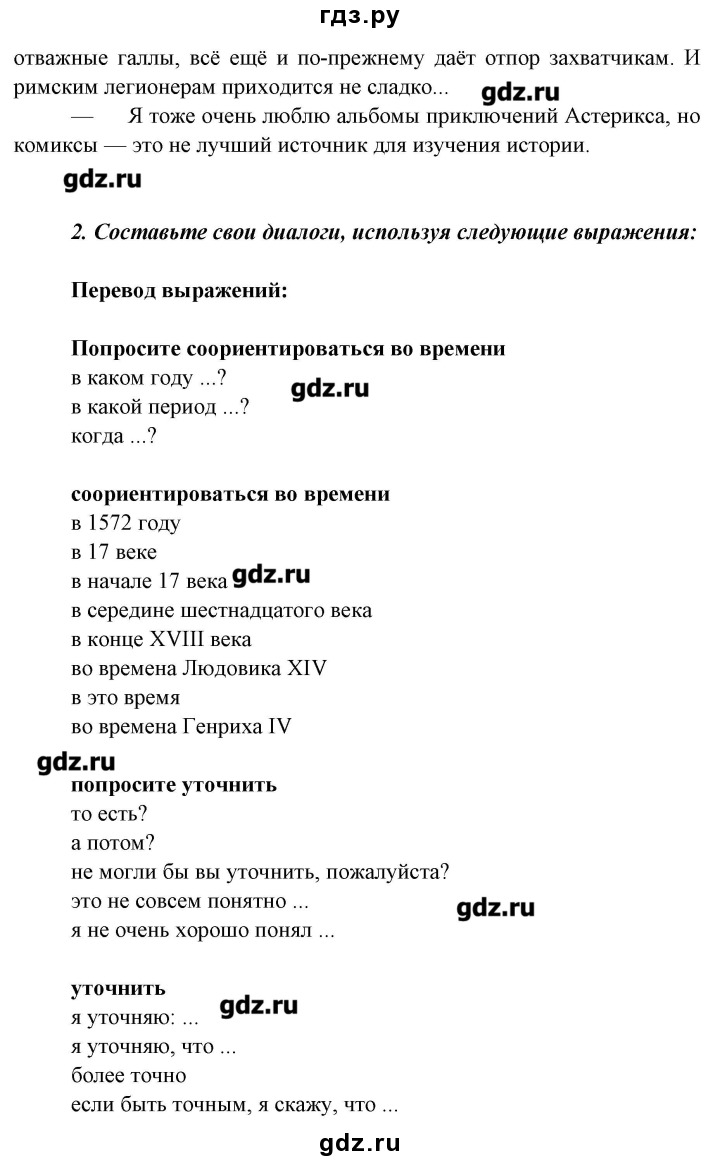 гдз.ру
отважные галлы, всё ещё и по-прежнему даёт отпор захватчикам. И
римским легионерам приходится не сладко...
gdz.ru
— Я тоже очень люблю альбомы приключений Астерикса, но
комиксы — это не лучший источник для изучения истории.
gdz.ru
2. Составьте свои диалоги, используя следующие выражения:
Перевод выражений:
Попросите соориентироваться во времени
в каком году ...?
gdz.ru
в какой период ...?
когда ...?
соориентироваться во времени
в 1572 году
в 17 веке
в начале 17 века
gdz.ru
в середине шестнадцатого века
в конце XVIII века
во времена Людовика XIV
в это время
во времена Генриха IV
gdz.ru
попросите уточнить
то есть?
а потом?
не могли бы вы уточнить, пожалуйста?
это не совсем понятно ...
gdz.ru
я не очень хорошо понял ...
уточнить
gdz.ru
я уточняю: ...
я уточняю, что ...
более точно
если быть точным, я скажу, что ...
gdz.ru